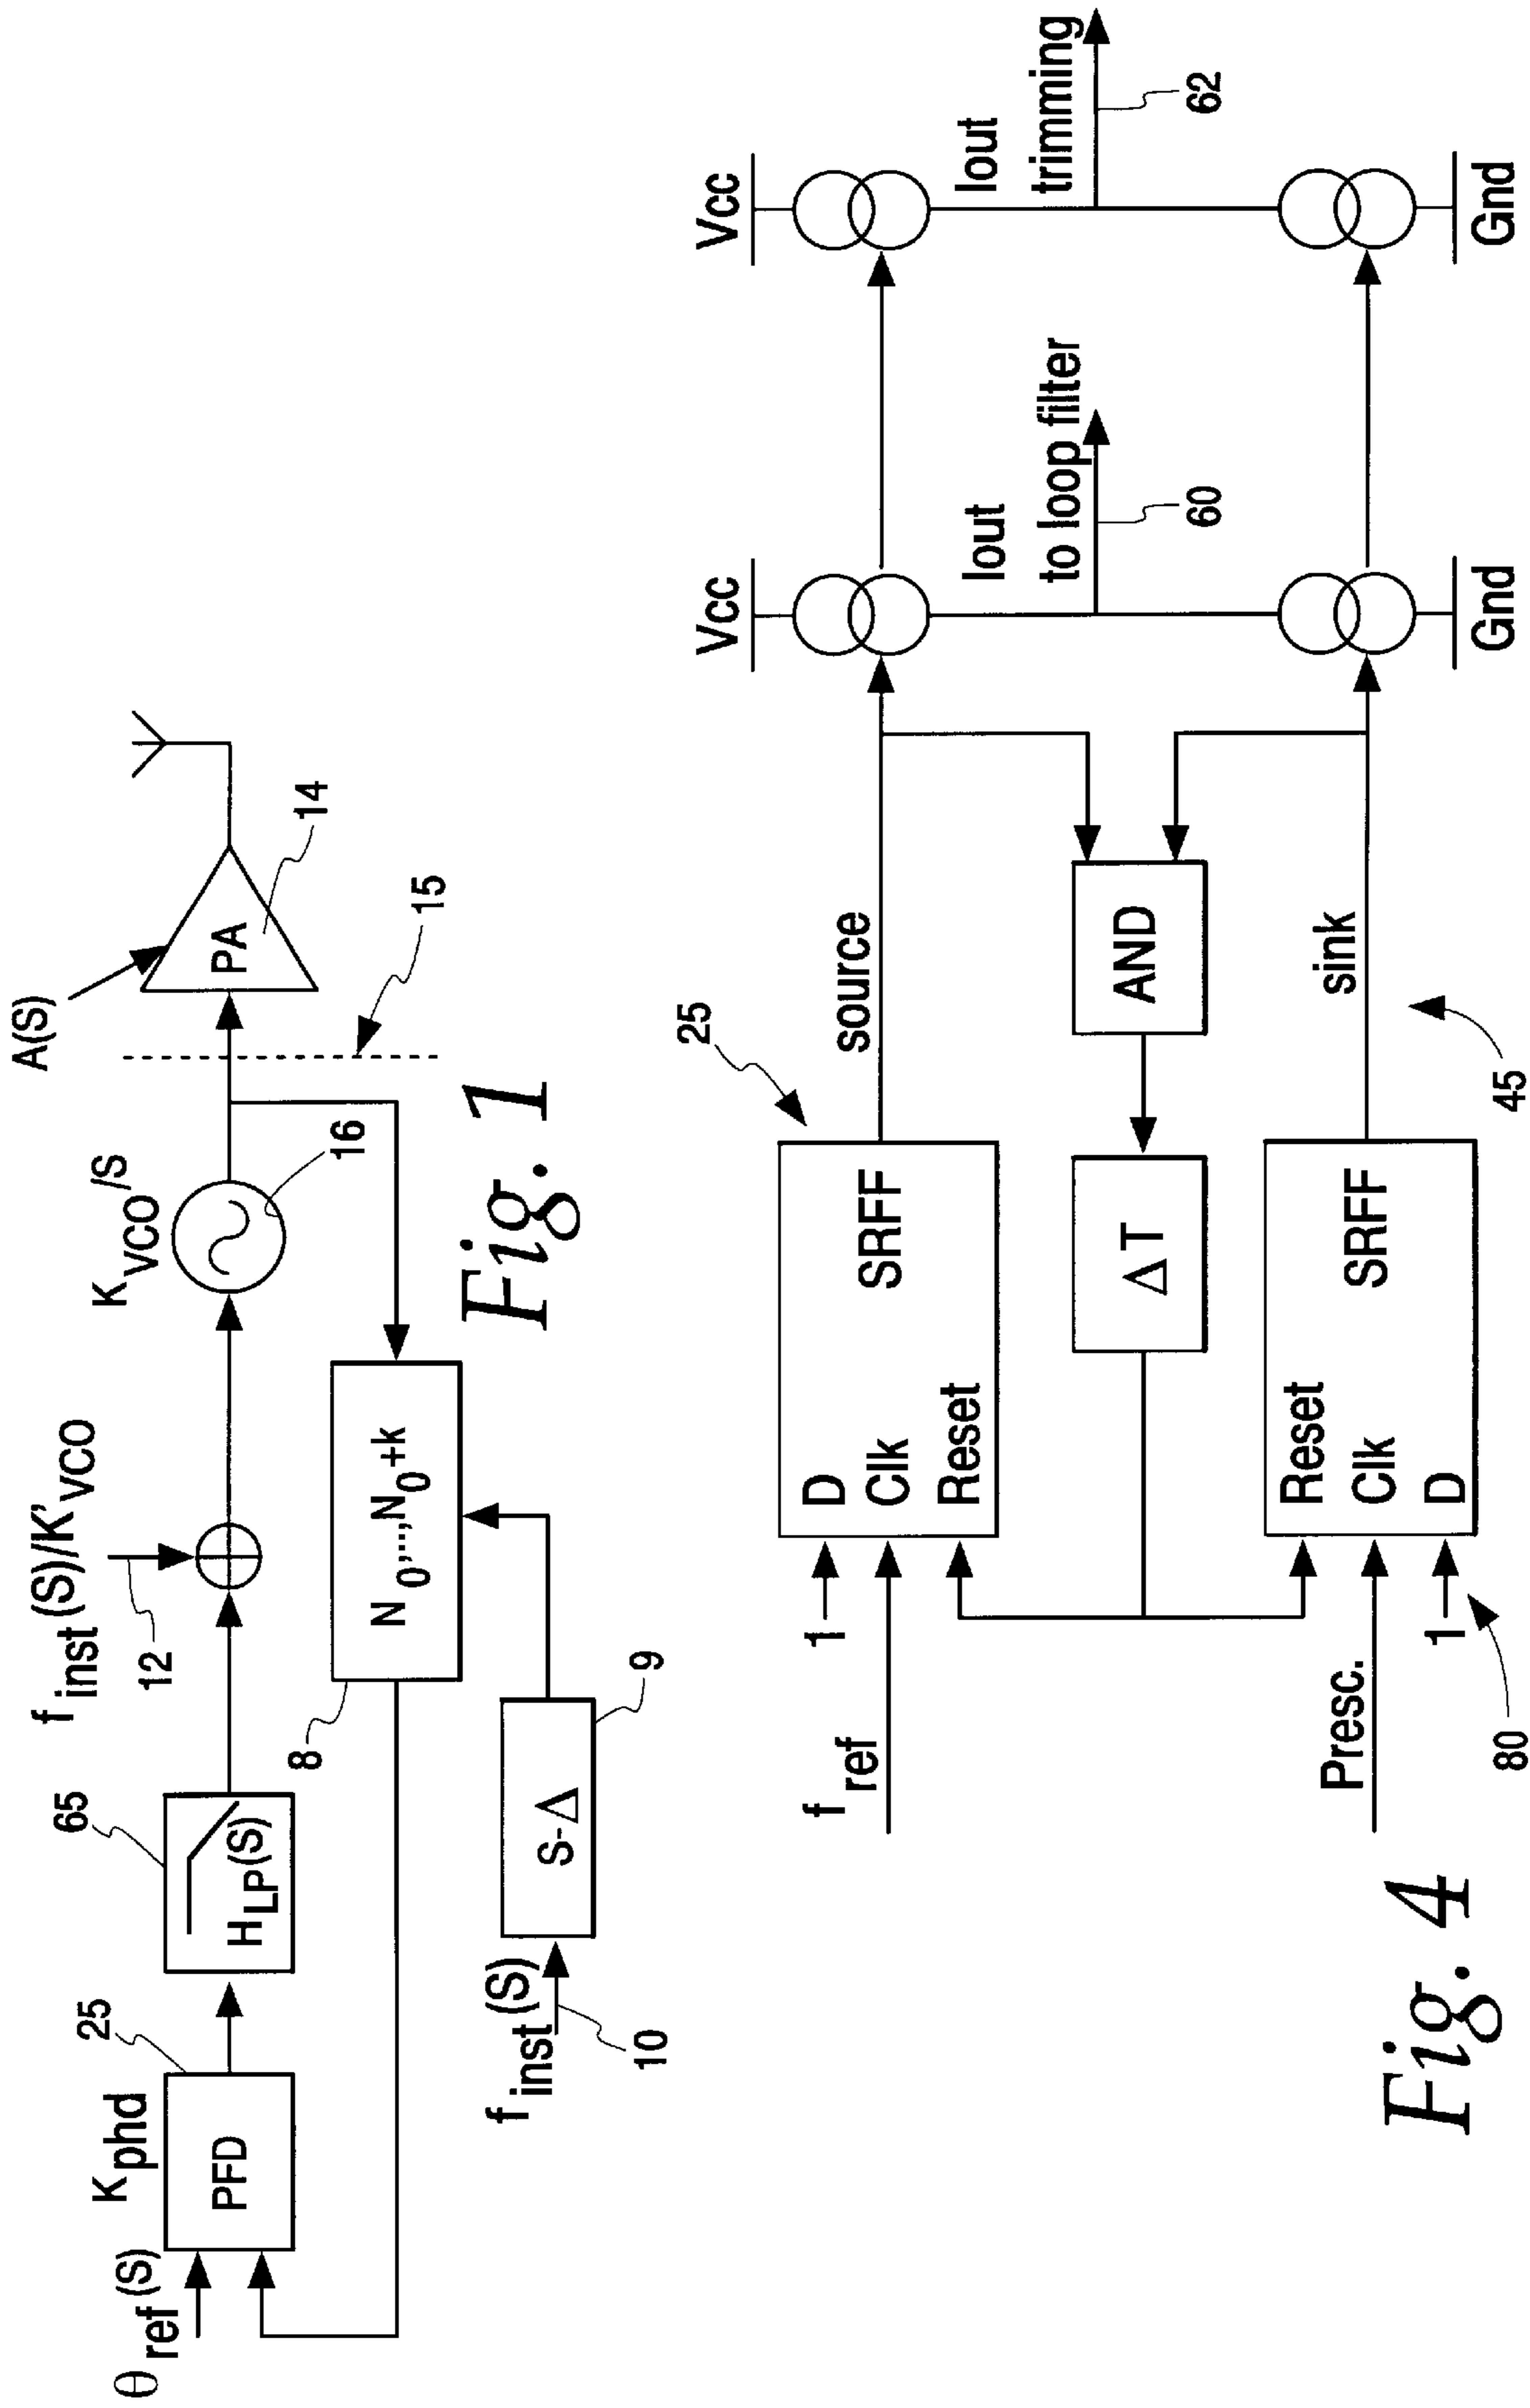 A(S)
f inst (S)/K'VCO
KVCO/S
12
65
Kphd
25
θref(S)
PFD
HLP(S)
16
PA
14
15
8
N0,..,N0+k
finst(S)
10
S-Δ
9
Fig. 1
25
source
Vcc
Vcc
D
Clk
Reset
SRFF
1
fref
Iout
to loop filter
60
Iout
trimming
62
ΔT
AND
Presc.
Reset
Clk
D
SRFF
1
80
sink
45
Gnd
Gnd
Fig. 4